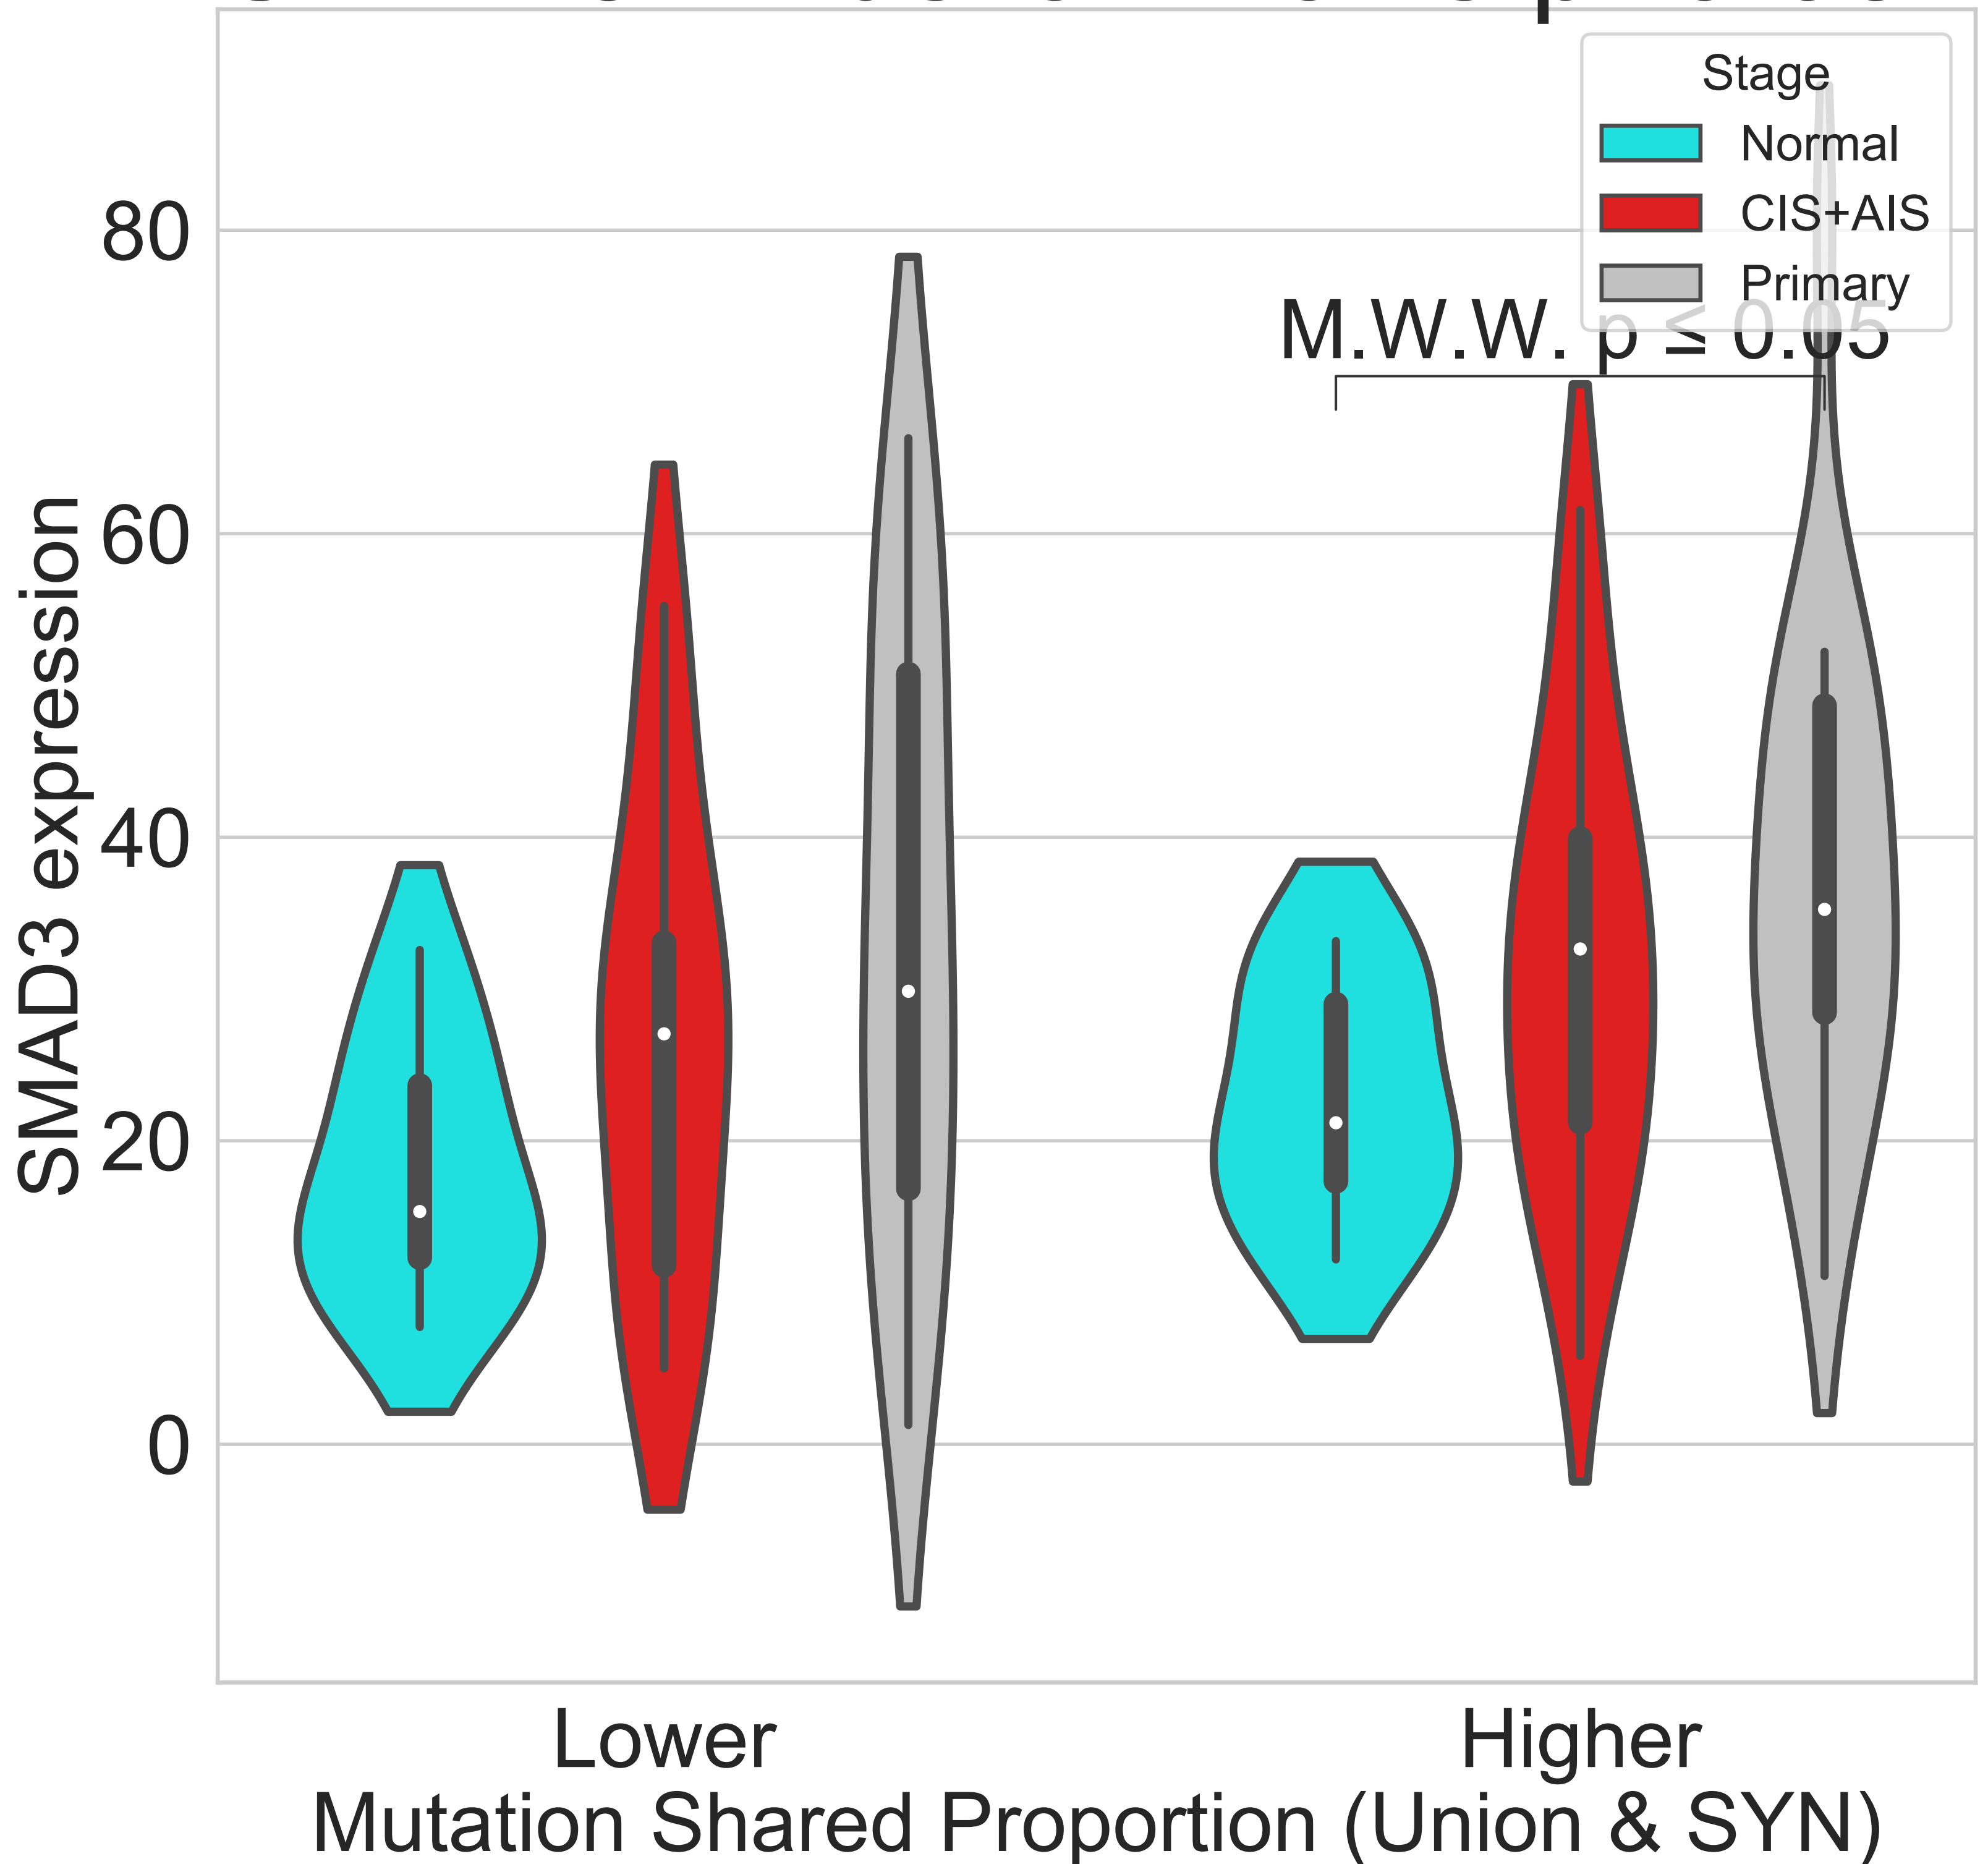 Stage
Normal
CIS+AIS
Primary
M.W.W. p ≤ 0.05
80
60
40
20
0
SMAD3 expression
Lower
Higher
Mutation Shared Proportion (Union & SYN)